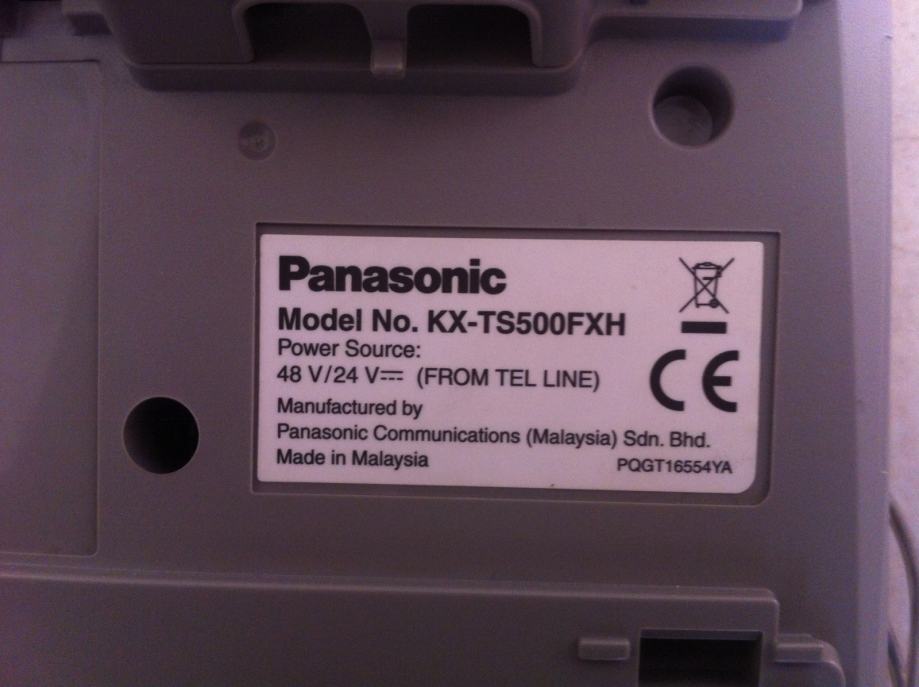 Panasonic
Model No. KX-TS500FXH
Power Source:
48 V/24 V⎓ (FROM TEL LINE)
Manufactured by
Panasonic Communications (Malaysia) Sdn. Bhd.
Made in Malaysia PQGT16554YA
CE